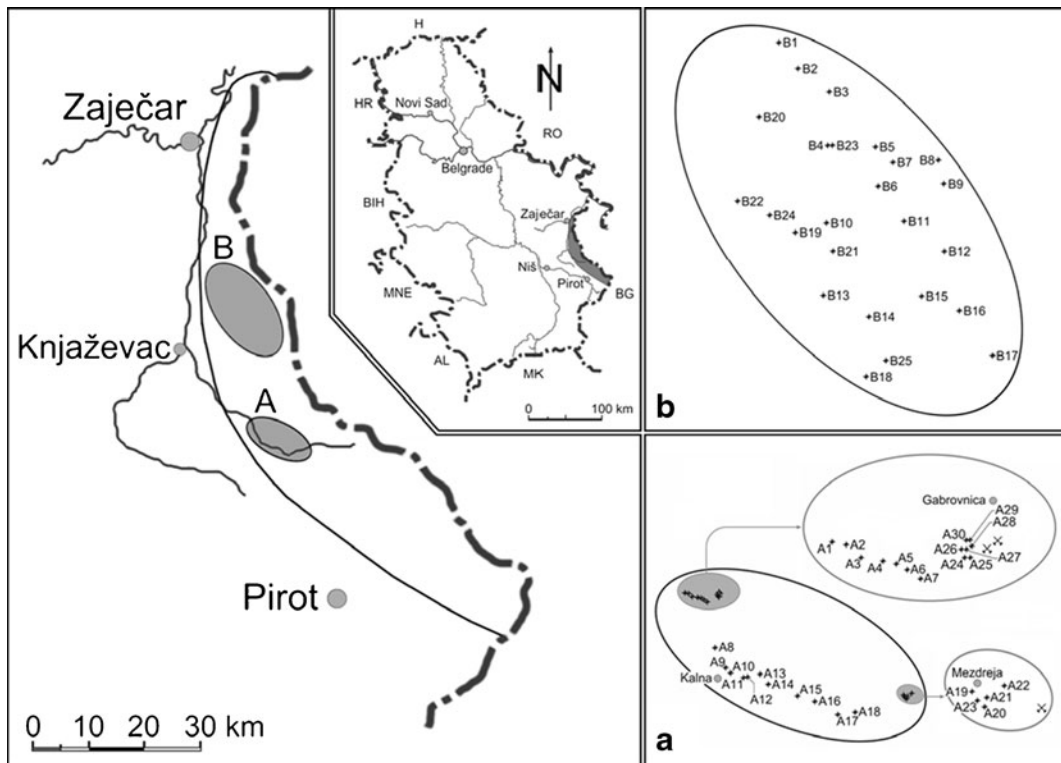 Zaječar
B
Knjaževac
A
Pirot
0 10 20 30 km
H
N
HR
Novi Sad
RO
Belgrade
BIH
Zaječar
Niš
MNE
Pirot
BG
AL
MK
0 100 km
B1
B2
B3
B20
B4 B23 B5
B7 B8
B6 B9
B22
B24 B10 B11
B19
B21 B12
B13 B15
B14 B16
B25 B17
B18
b
Gabrovnica
A29
A28
A30
A1 A2 A26
A27
A3 A4 A5 A24 A25
A6
A7
A8
A9 A10 A13
Kalna A11 A14
A12 A15
A16
A17 A18
Mezdreja
A22
A19 A21
A23 A20
a